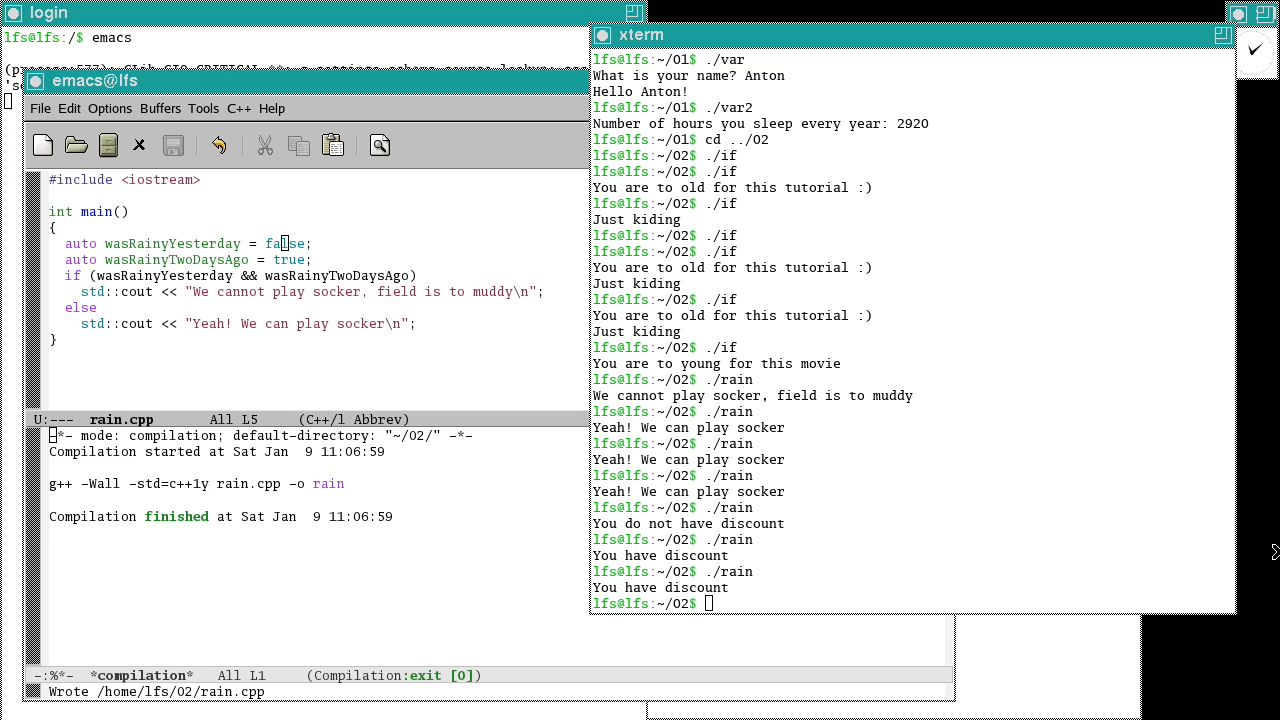 login
lfs@lfs:/$ emacs
emacs@lfs
File Edit Options Buffers Tools C++ Help
#include <iostream>
int main()
{
  auto wasRainyYesterday = false;
  auto wasRainyTwoDaysAgo = true;
  if (wasRainyYesterday && wasRainyTwoDaysAgo)
    std::cout << "We cannot play socker, field is to muddy\n";
  else
    std::cout << "Yeah! We can play socker\n";
}
U:---  rain.cpp       All L5     (C++/l Abbrev)
-*- mode: compilation; default-directory: "~/02/" -*-
Compilation started at Sat Jan  9 11:06:59
g++ -Wall -std=c++1y rain.cpp -o rain
Compilation finished at Sat Jan  9 11:06:59
-:%*-  *compilation*   All L1     (Compilation:exit [0])
Wrote /home/lfs/02/rain.cpp
xterm
lfs@lfs:~/01$ ./var
What is your name? Anton
Hello Anton!
lfs@lfs:~/01$ ./var2
Number of hours you sleep every year: 2920
lfs@lfs:~/01$ cd ../02
lfs@lfs:~/02$ ./if
lfs@lfs:~/02$ ./if
You are to old for this tutorial :)
lfs@lfs:~/02$ ./if
Just kiding
lfs@lfs:~/02$ ./if
lfs@lfs:~/02$ ./if
You are to old for this tutorial :)
Just kiding
lfs@lfs:~/02$ ./if
You are to old for this tutorial :)
Just kiding
lfs@lfs:~/02$ ./if
You are to young for this movie
lfs@lfs:~/02$ ./rain
We cannot play socker, field is to muddy
lfs@lfs:~/02$ ./rain
Yeah! We can play socker
lfs@lfs:~/02$ ./rain
Yeah! We can play socker
lfs@lfs:~/02$ ./rain
Yeah! We can play socker
lfs@lfs:~/02$ ./rain
You do not have discount
lfs@lfs:~/02$ ./rain
You have discount
lfs@lfs:~/02$ ./rain
You have discount
lfs@lfs:~/02$